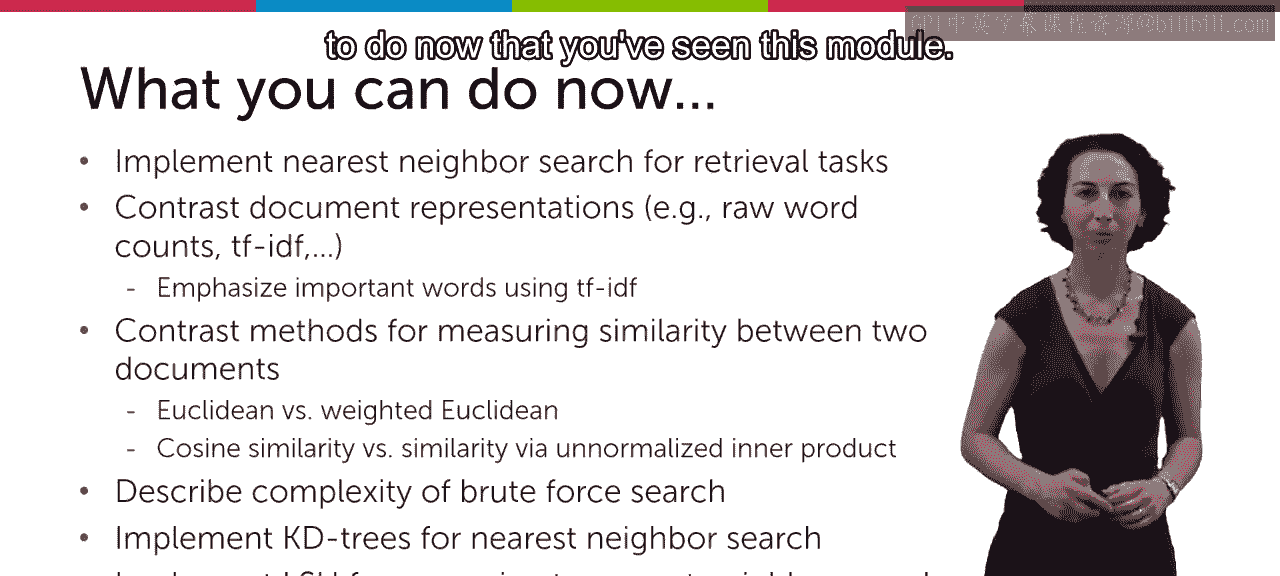 to do now that you've seen this module.
What you can do now...
• Implement nearest neighbor search for retrieval tasks
• Contrast document representations (e.g., raw word
counts, tf-idf,...)
- Emphasize important words using tf-idf
• Contrast methods for measuring similarity between two
documents
- Euclidean vs. weighted Euclidean
- Cosine similarity vs. similarity via unnormalized inner product
• Describe complexity of brute force search
• Implement KD-trees for nearest neighbor search